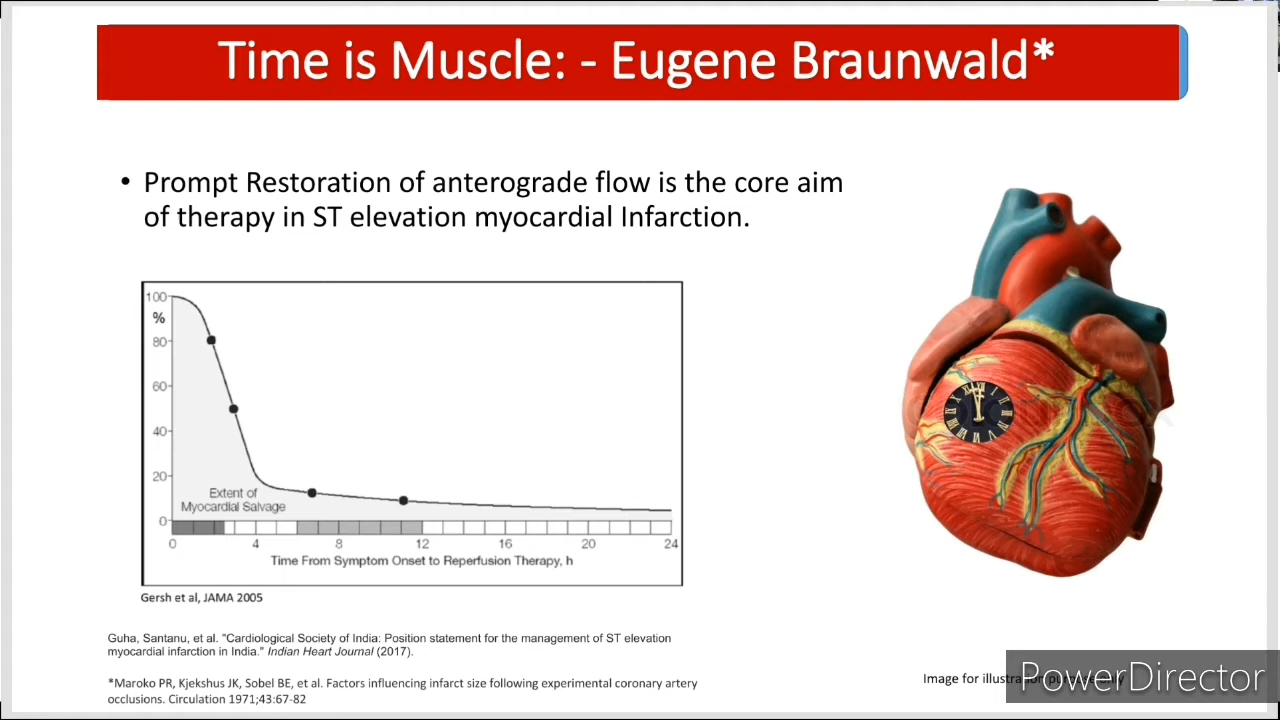 Time is Muscle: - Eugene Braunwald*
• Prompt Restoration of anterograde flow is the core aim
of therapy in ST elevation myocardial Infarction.
100
%
80
60
40
20
0
Extent of
Myocardial Salvage
0 4 8 12 16 20 24
Time From Symptom Onset to Reperfusion Therapy, h
Gersh et al, JAMA 2005
XII I II V VI VII X
Guha, Santanu, et al. "Cardiological Society of India: Position statement for the management of ST elevation
myocardial infarction in India." Indian Heart Journal (2017).
*Maroko PR, Kjekshus JK, Sobel BE, et al. Factors influencing infarct size following experimental coronary artery
occlusions. Circulation 1971;43:67-82
Image for
PowerDirector